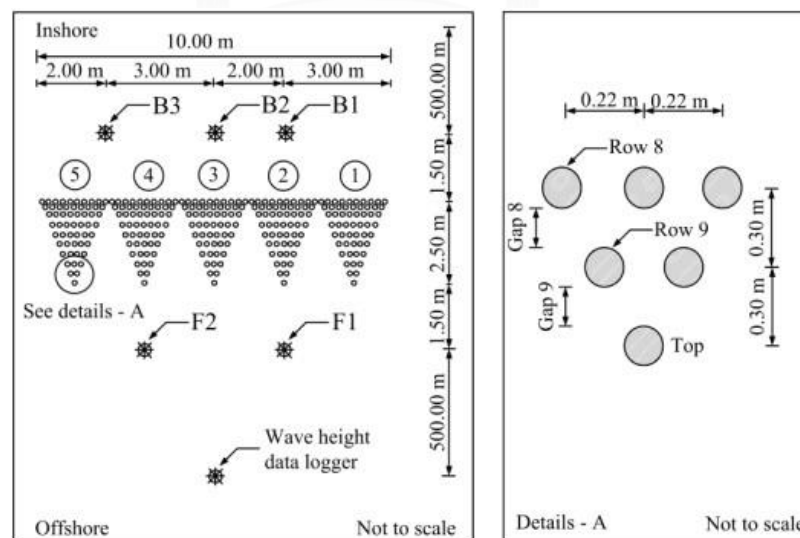 Inshore
10.00 m
2.00 m
3.00 m
2.00 m
3.00 m
B3
B2
B1
5
4
3
2
1
See details - A
F2
F1
Wave height
data logger
500.00 m
1.50 m
2.50 m
1.50 m
500.00 m
Offshore
Not to scale
0.22 m
0.22 m
Row 8
Gap 8
Row 9
0.30 m
Gap 9
0.30 m
Top
Details - A
Not to scale